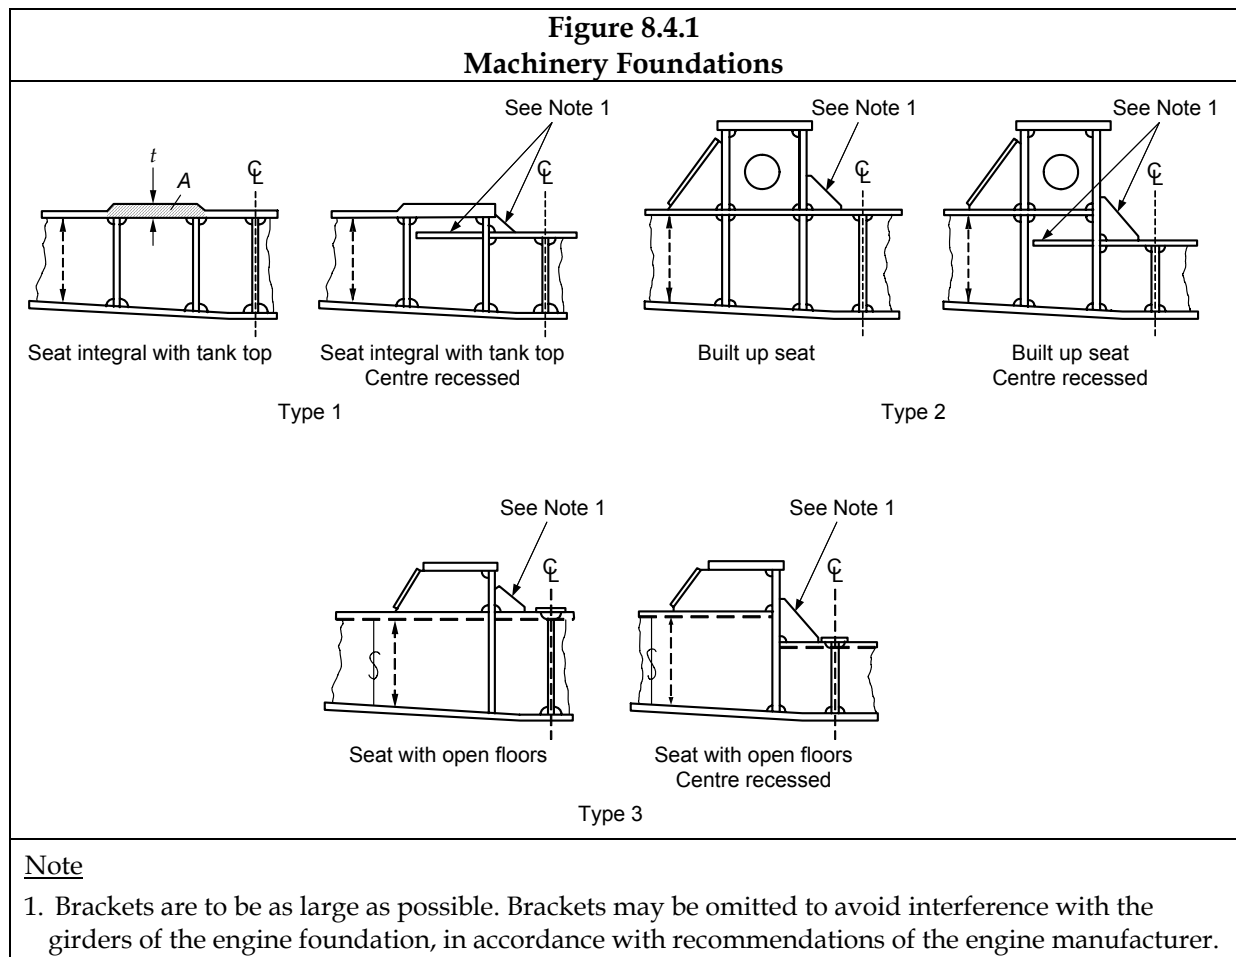 Figure 8.4.1
Machinery Foundations
See Note 1
See Note 1
See Note 1
t
A
℄
℄
℄
℄
Seat integral with tank top
Seat integral with tank top
Centre recessed
Built up seat
Built up seat
Centre recessed
Type 1
Type 2
See Note 1
See Note 1
℄
℄
Seat with open floors
Seat with open floors
Centre recessed
Type 3
Note
1. Brackets are to be as large as possible. Brackets may be omitted to avoid interference with the
girders of the engine foundation, in accordance with recommendations of the engine manufacturer.